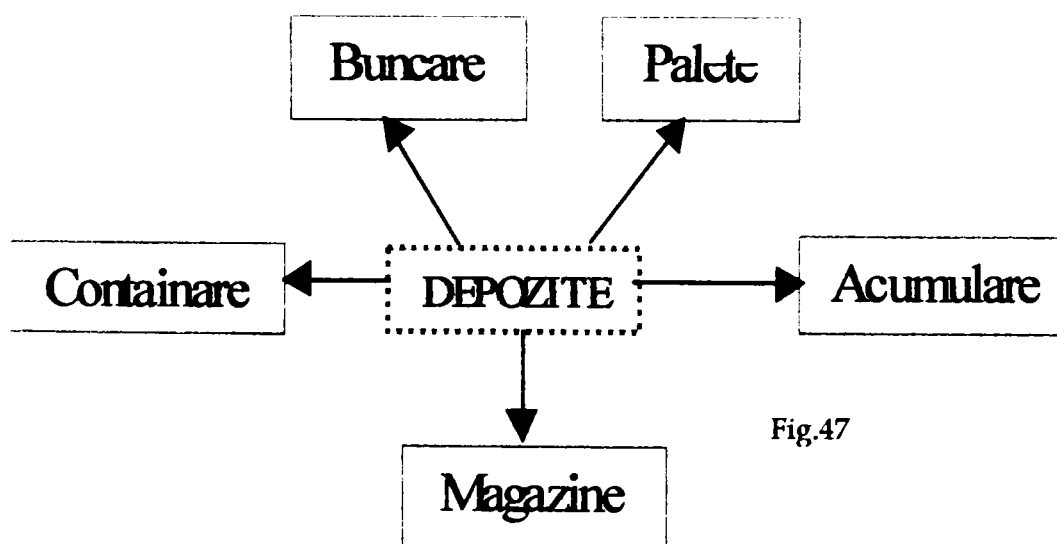 Buncare
Palete
Containare
DEPOZITE
Acumulare
Fig.47
Magazine